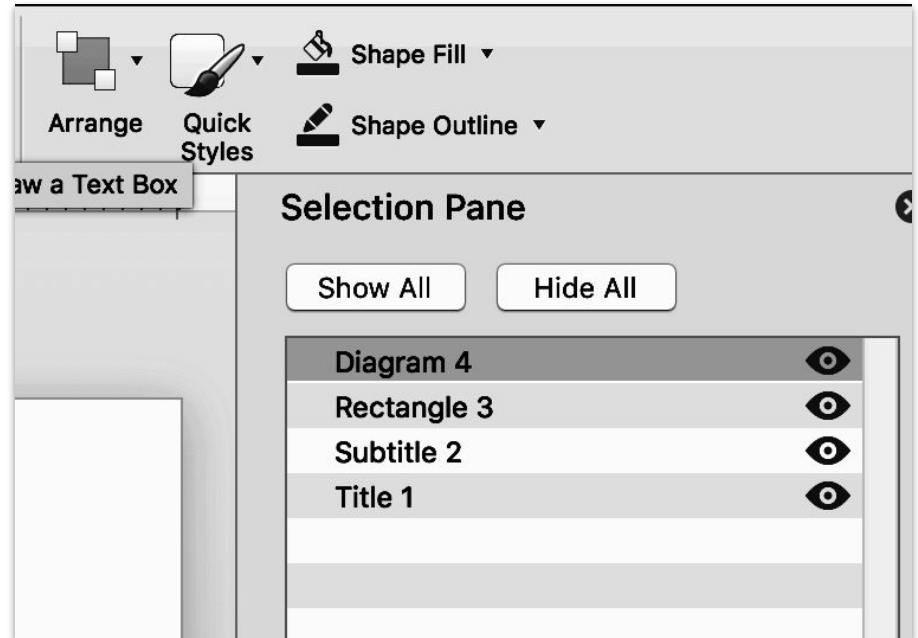 Shape Fill
Arrange
Quick
Styles
Shape Outline
aw a Text Box
Selection Pane
Show All
Hide All
Diagram 4
Rectangle 3
Subtitle 2
Title 1